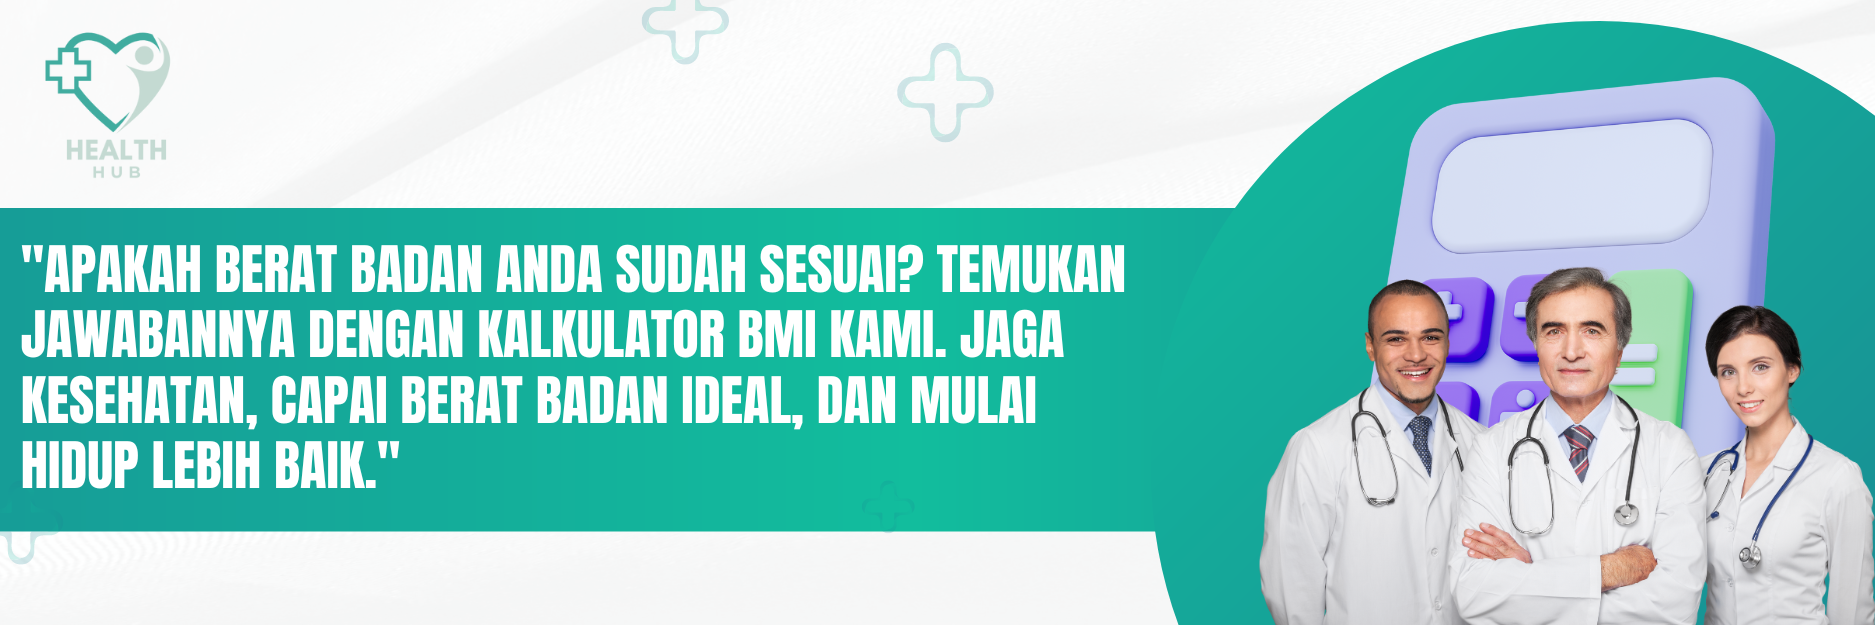 HEALTH
HUB
"APAKAH BERAT BADAN ANDA SUDAH SESUAI? TEMUKAN
JAWABANNYA DENGAN KALKULATOR BMI KAMI. JAGA
KESEHATAN, CAPAI BERAT BADAN IDEAL, DAN MULAI
HIDUP LEBIH BAIK."